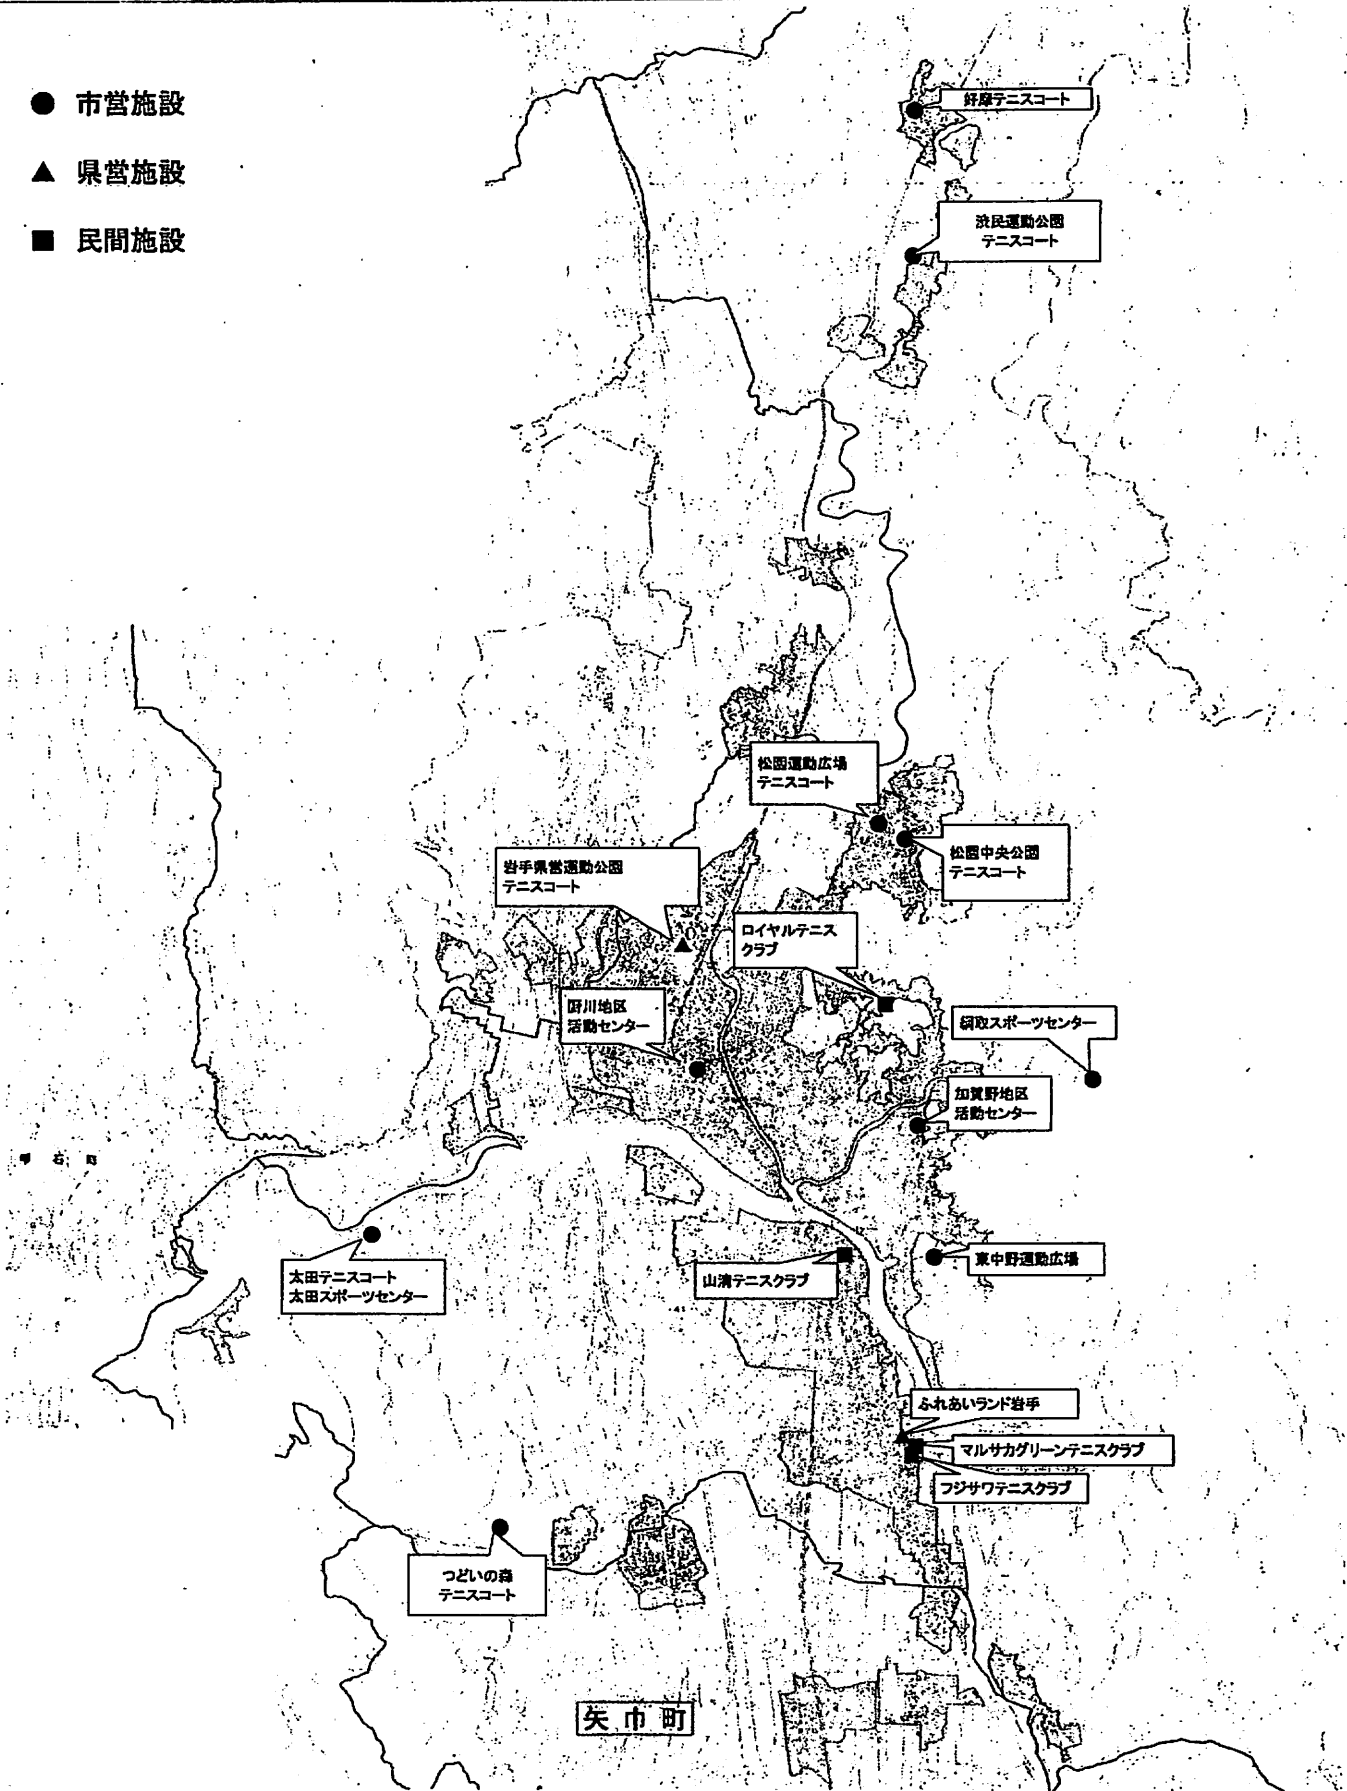 ● 市営施設
▲ 県営施設
■ 民間施設
好摩テニスコート
渋民運動公園
テニスコート
松園運動広場
テニスコート
松園中央公園
テニスコート
岩手県営運動公園
テニスコート
ロイヤルテニス
クラブ
厨川地区
活動センター
綱取スポーツセンター
加賀野地区
活動センター
太田テニスコート
太田スポーツセンター
山清テニスクラブ
東中野運動広場
ふれあいランド岩手
マルサカグリーンテニスクラブ
フジサワテニスクラブ
つどいの森
テニスコート
矢巾町